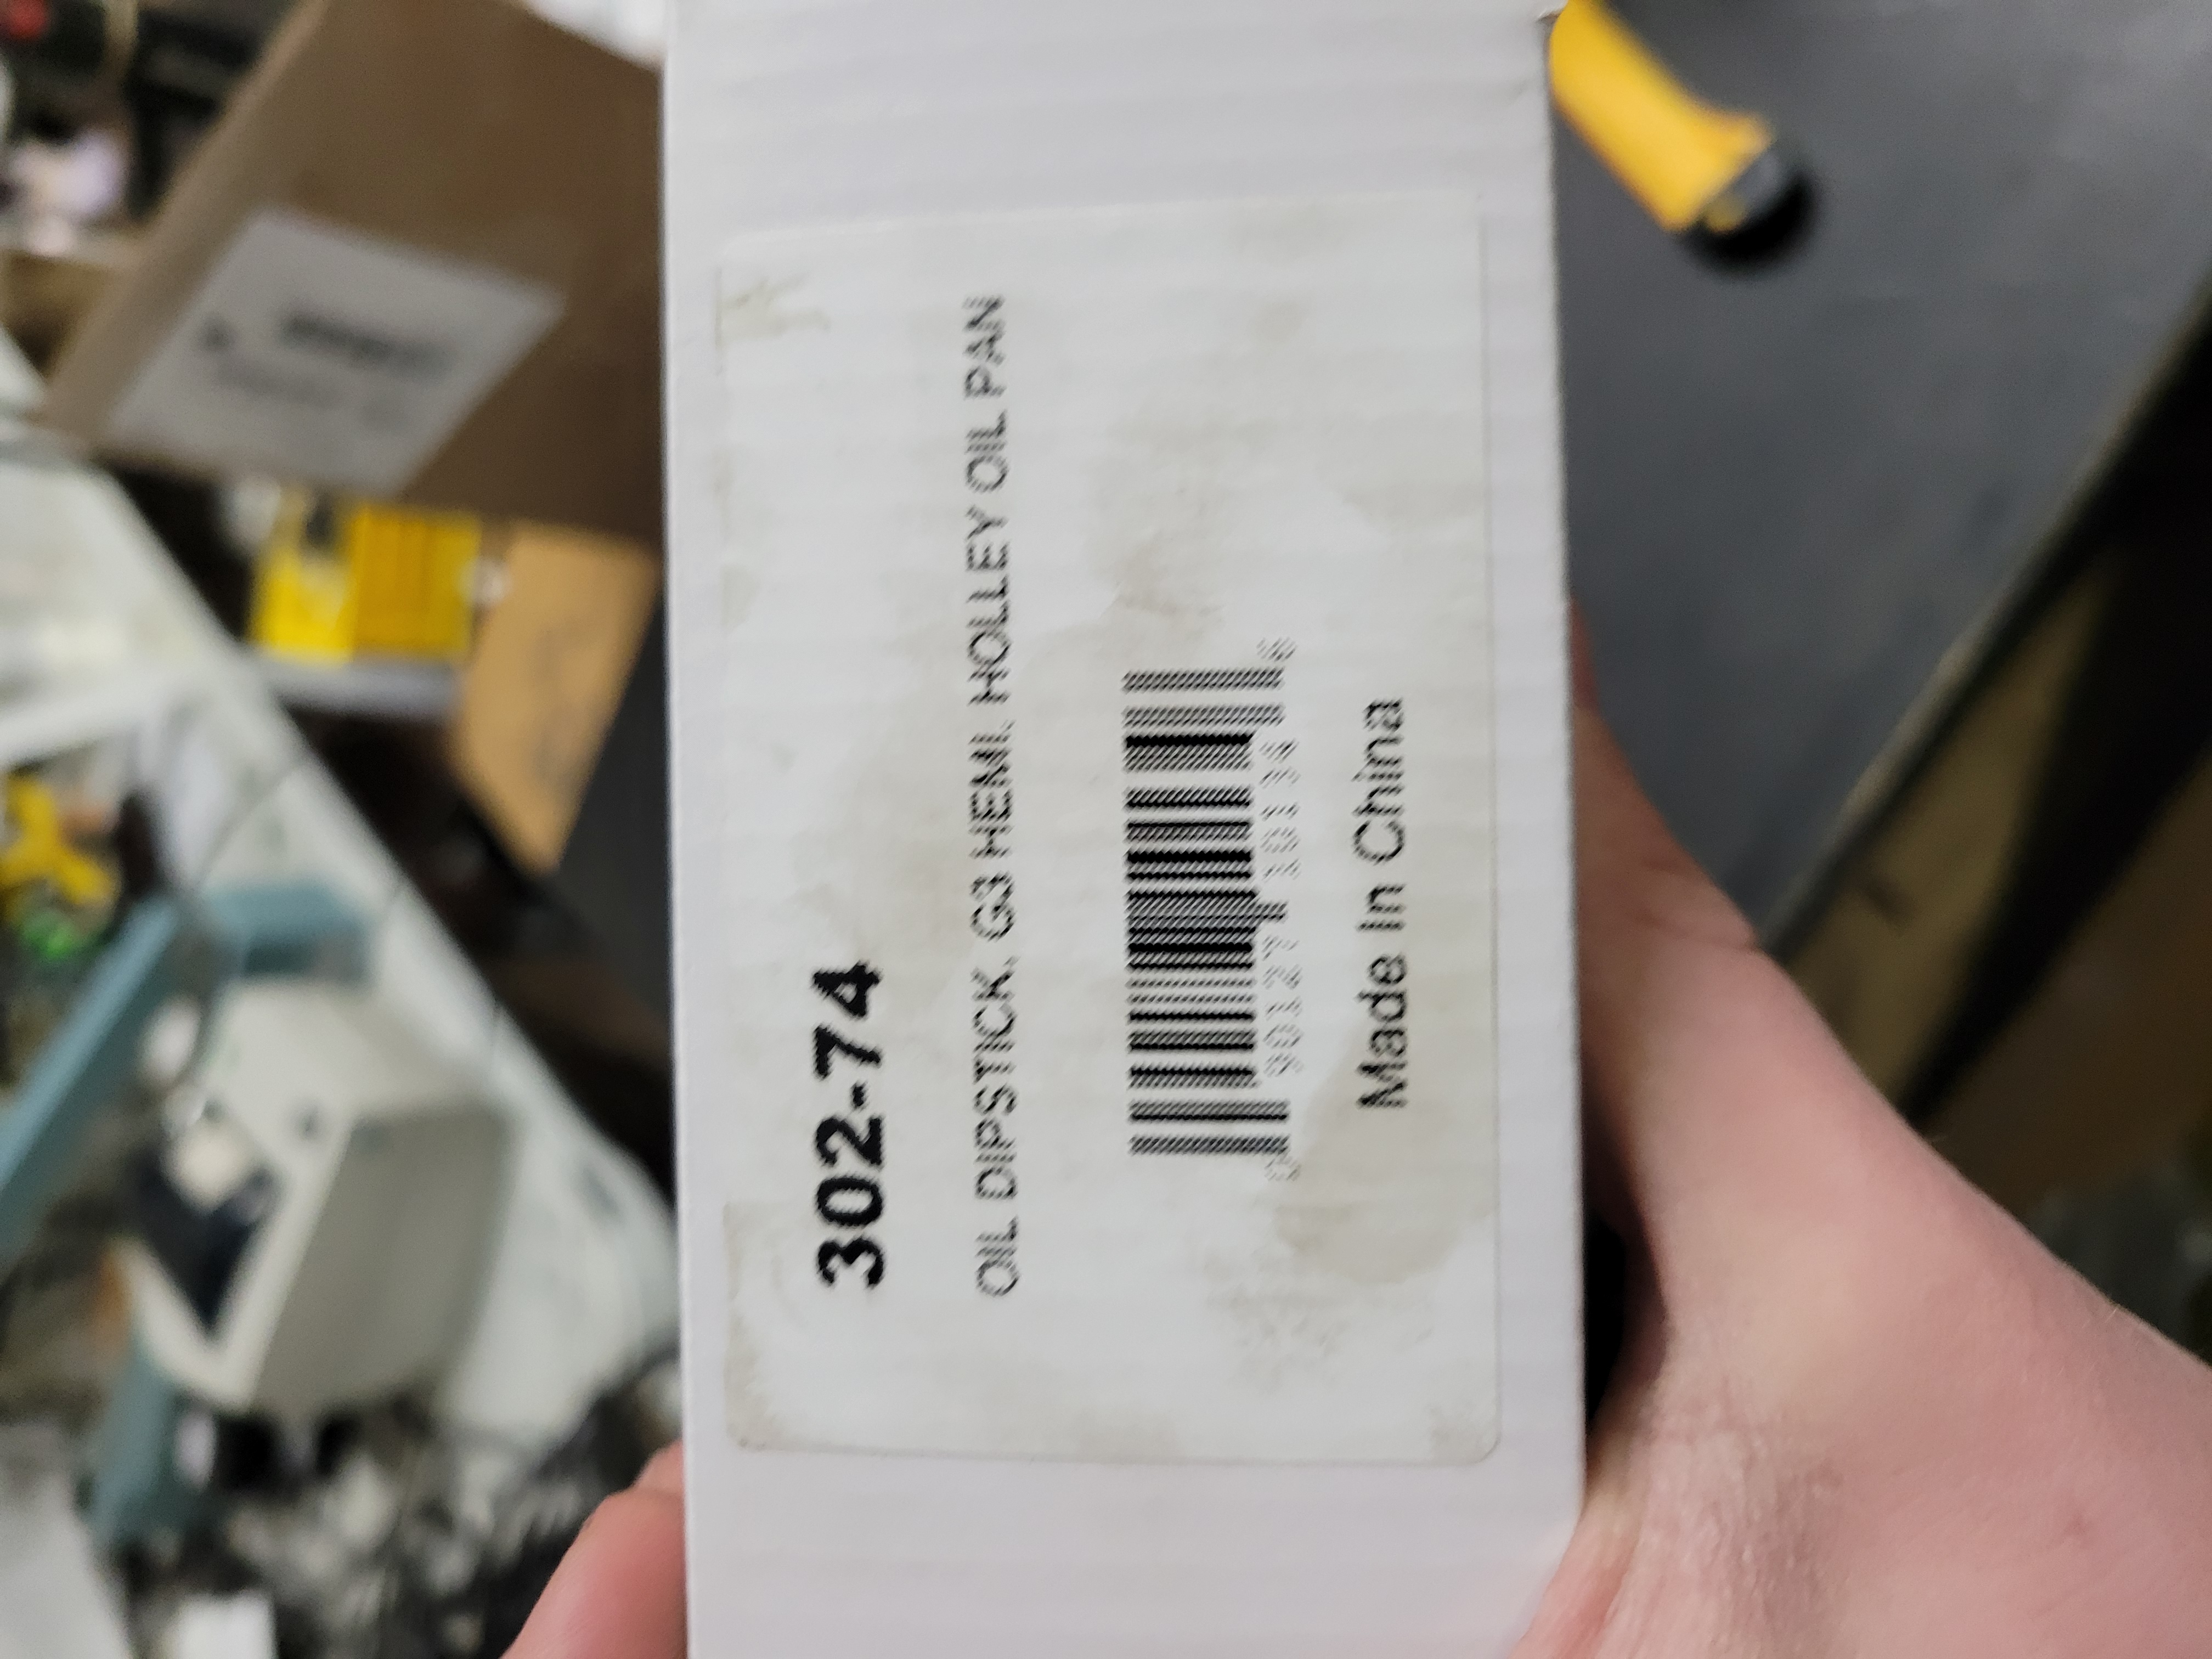 302-74
OIL DIPSTICK, G3 HEMI, HOLLEY OIL PAN
Made In China